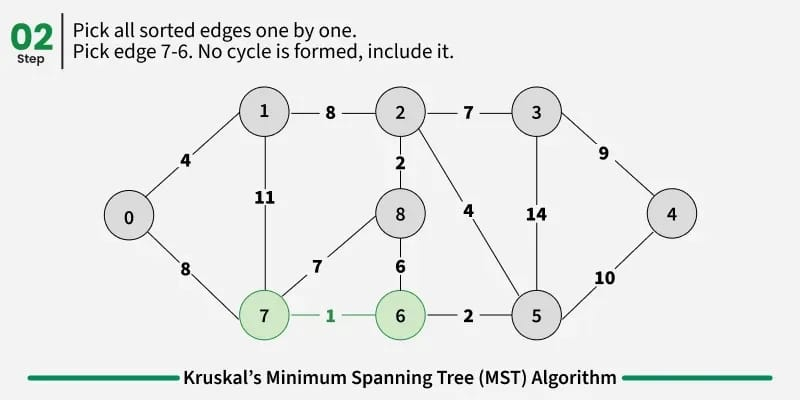 02
Step
Pick all sorted edges one by one.
Pick edge 7-6. No cycle is formed, include it.
1 8 2 7 3
4 2 9
11
0 8 4 14 4
8 7 6 10
7 1 6 2 5
Kruskal’s Minimum Spanning Tree (MST) Algorithm